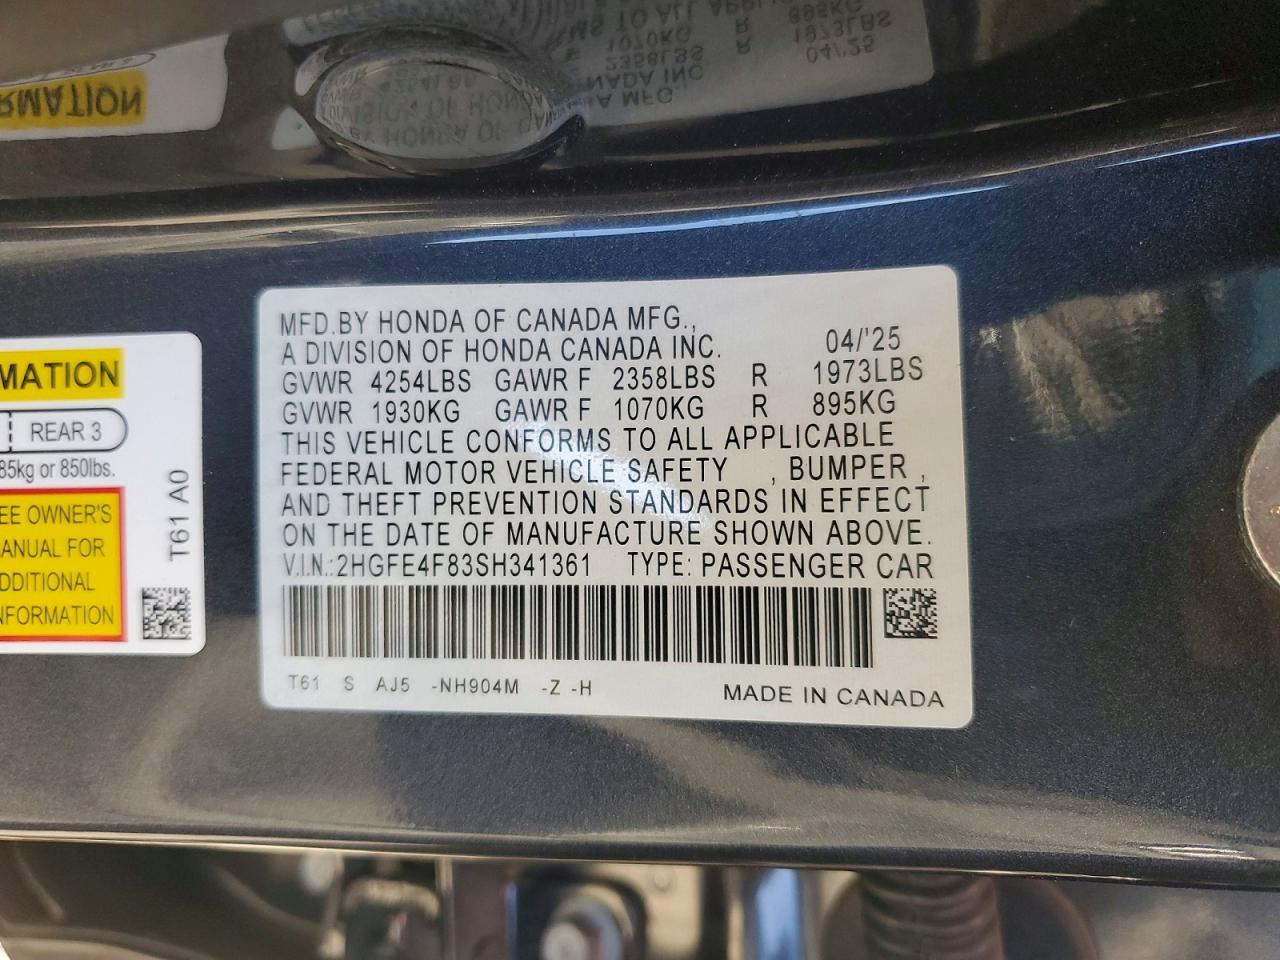 MATION
REAR 3
85kg or 850lbs.
EE OWNER'S
ANUAL FOR
DDITIONAL
NFORMATION
T61 A0
MFD.BY HONDA OF CANADA MFG.,
A DIVISION OF HONDA CANADA INC. 04/'25
GVWR 4254LBS GAWR F 2358LBS R 1973LBS
GVWR 1930KG GAWR F 1070KG R 895KG
THIS VEHICLE CONFORMS TO ALL APPLICABLE
FEDERAL MOTOR VEHICLE SAFETY , BUMPER ,
AND THEFT PREVENTION STANDARDS IN EFFECT
ON THE DATE OF MANUFACTURE SHOWN ABOVE.
V.I.N.:2HGFE4F83SH341361 TYPE: PASSENGER CAR
T61 S AJ5 -NH904M -Z -H MADE IN CANADA